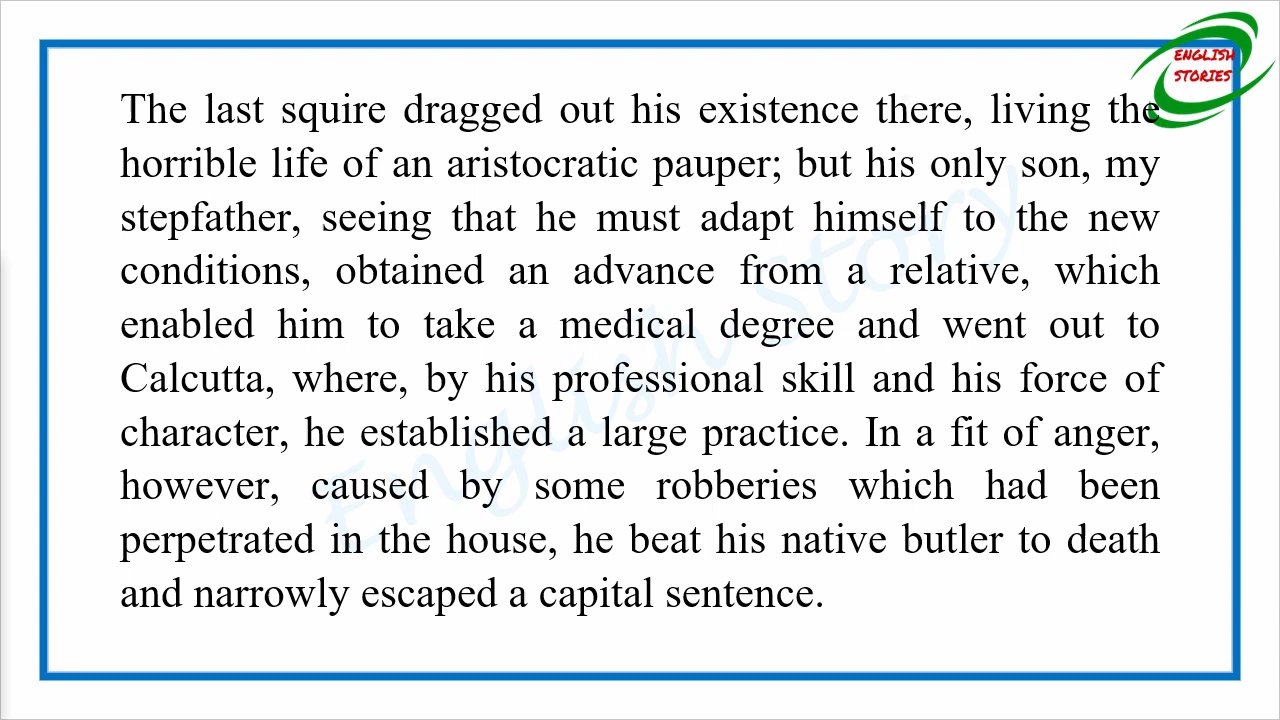 ENGLISH
STORIES
The last squire dragged out his existence there, living the
horrible life of an aristocratic pauper; but his only son, my
stepfather, seeing that he must adapt himself to the new
conditions, obtained an advance from a relative, which
enabled him to take a medical degree and went out to
Calcutta, where, by his professional skill and his force of
character, he established a large practice. In a fit of anger,
however, caused by some robberies which had been
perpetrated in the house, he beat his native butler to death
and narrowly escaped a capital sentence.
English Story